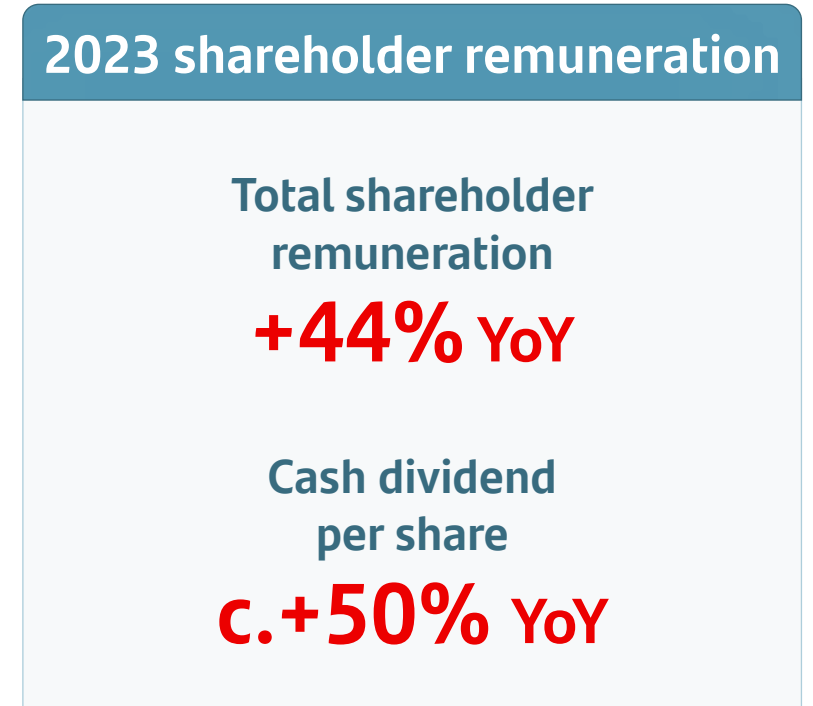 2023 shareholder remuneration
Total shareholder
remuneration
+44% YoY
Cash dividend
per share
c.+50% YoY